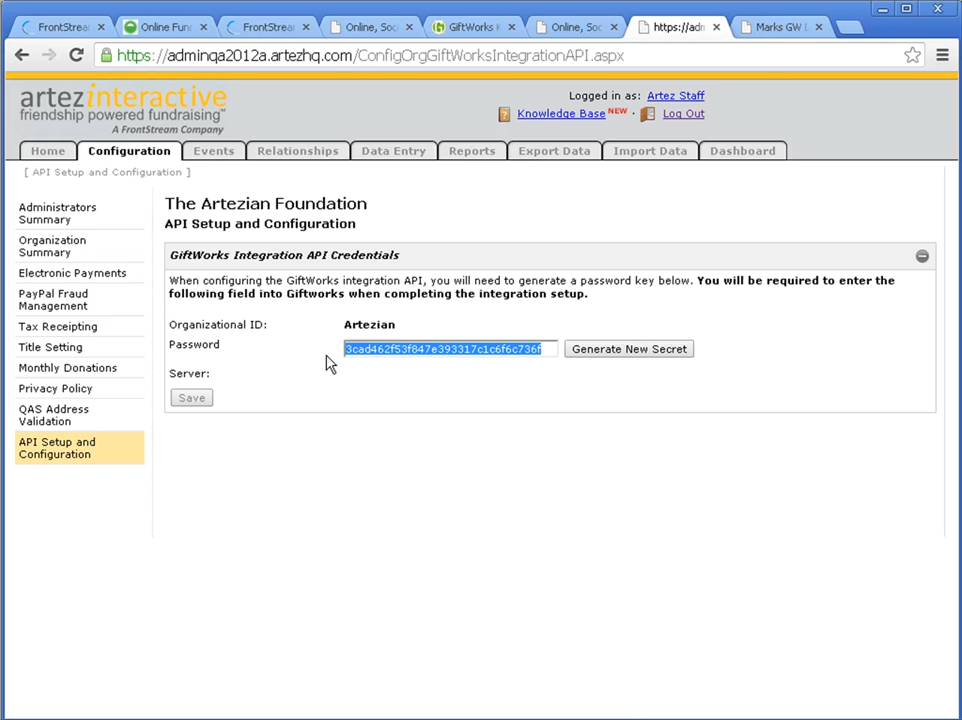 FrontStrea
Online Fun
FrontStrea
Online, Soc
GiftWorks K
Online, Soc
https://adm
Marks GW D
https://adminqa2012a.artezhq.com/ConfigOrgGiftWorksIntegrationAPI.aspx
artezinteractive
friendship powered fundraising™
A FrontStream Company
Logged in as: Artez Staff
Knowledge Base NEW · Log Out
Home
Configuration
Events
Relationships
Data Entry
Reports
Export Data
Import Data
Dashboard
[ API Setup and Configuration ]
Administrators
Summary
Organization
Summary
Electronic Payments
PayPal Fraud
Management
Tax Receipting
Title Setting
Monthly Donations
Privacy Policy
QAS Address
Validation
API Setup and
Configuration
The Artezian Foundation
API Setup and Configuration
GiftWorks Integration API Credentials
When configuring the GiftWorks integration API, you will need to generate a password key below. You will be required to enter the
following field into Giftworks when completing the integration setup.
Organizational ID: Artezian
Password 3cad462f53f847e393317c1c6f6c736f Generate New Secret
Server:
Save